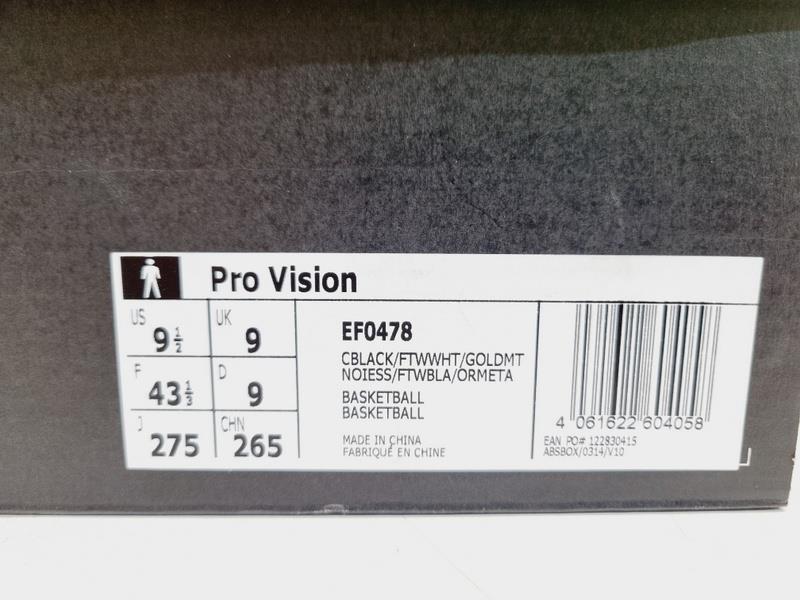 Pro Vision
US 9 1/2
UK 9
F 43 1/3
D 9
J 275
CHN 265
EF0478
CBLACK/FTWWHT/GOLDMT
NOIESS/FTWBLA/ORMETA
BASKETBALL
BASKETBALL
MADE IN CHINA
FABRIQUÉ EN CHINE
4 061622 604058
EAN PO# 122830415
ABSBOX/0314/V10